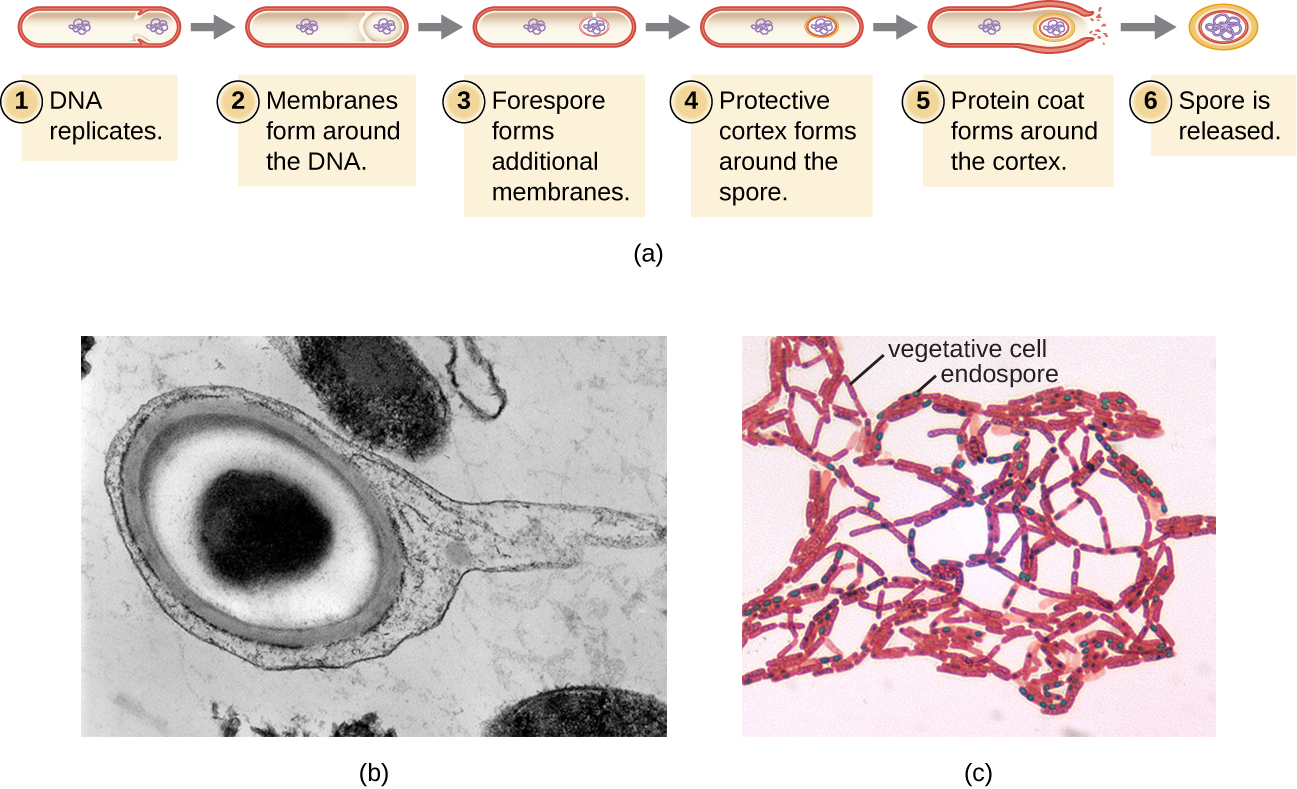 1 DNA
replicates.
2 Membranes
form around
the DNA.
3 Forespore
forms
additional
membranes.
4 Protective
cortex forms
around the
spore.
5 Protein coat
forms around
the cortex.
6 Spore is
released.
(a)
vegetative cell
endospore
(b)
(c)